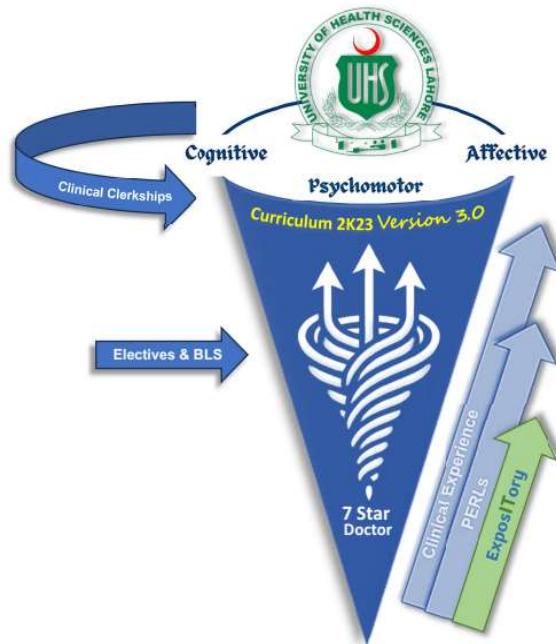 UNIVERSITY OF HEALTH SCIENCES LAHORE
UHS
Cognitive
Affective
Psychomotor
Clinical Clerkships
Curriculum 2K23 Version 3.0
Electives & BLS
7 Star
Doctor
Clinical Experience
PERLs
ExposITory